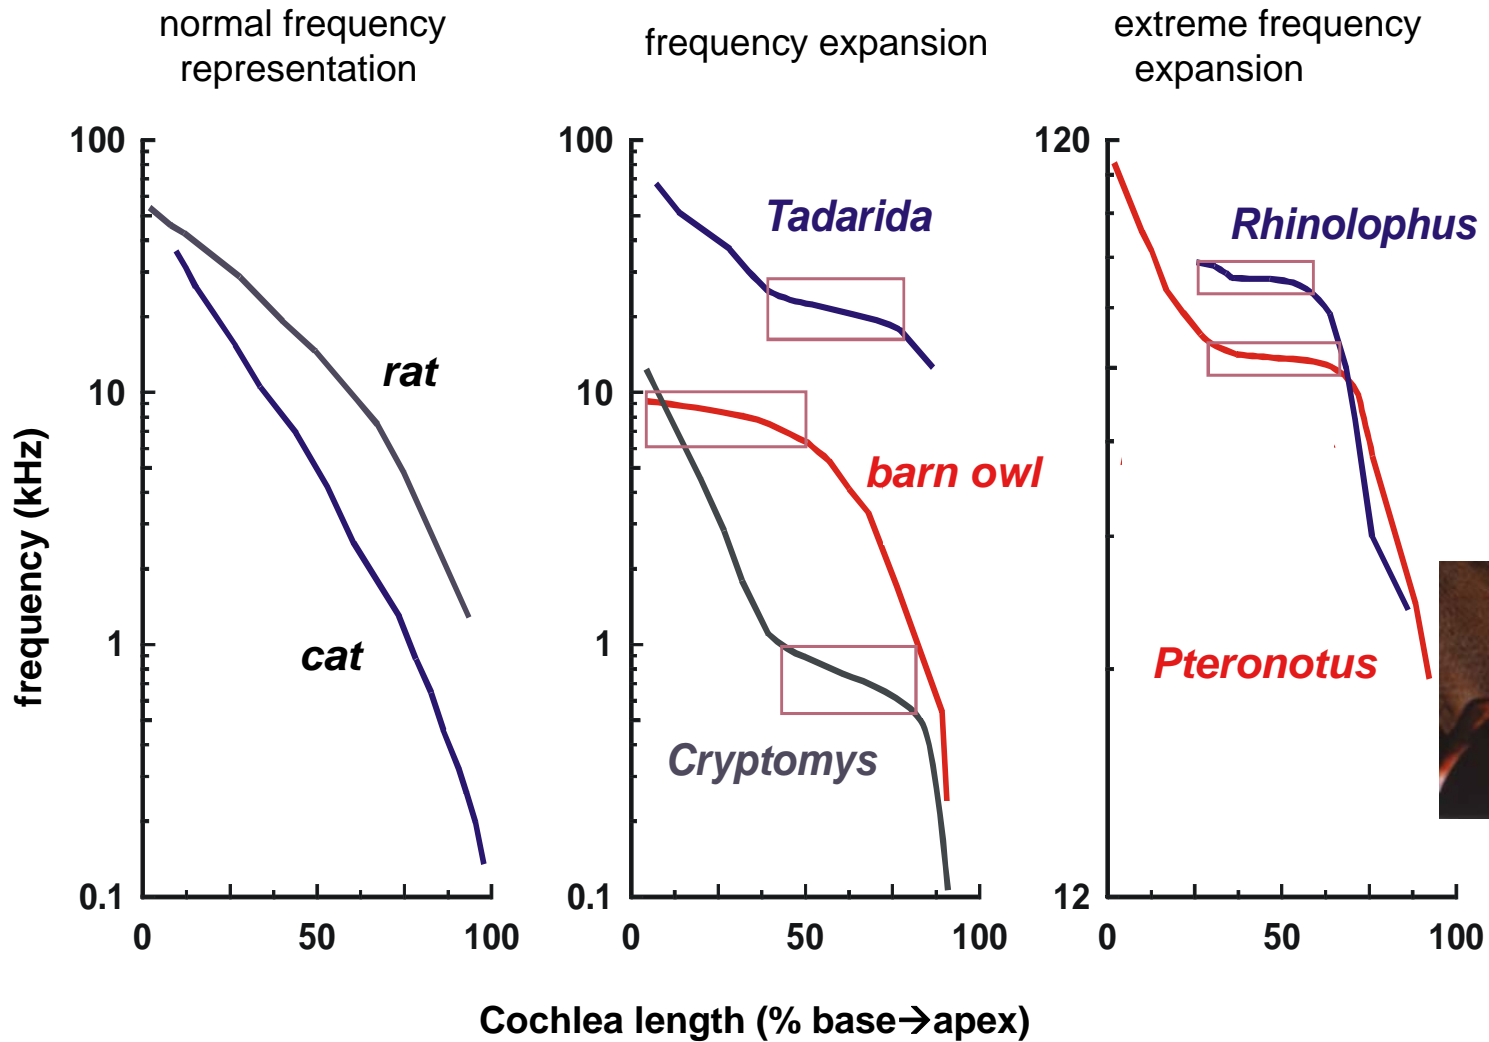 normal frequency
representation
frequency expansion
extreme frequency
expansion
frequency (kHz)
100
10
1
0.1
0
50
100
rat
cat
100
10
1
0.1
0
50
100
Tadarida
barn owl
Cryptomys
120
12
0
50
100
Rhinolophus
Pteronotus
Cochlea length (% base→apex)